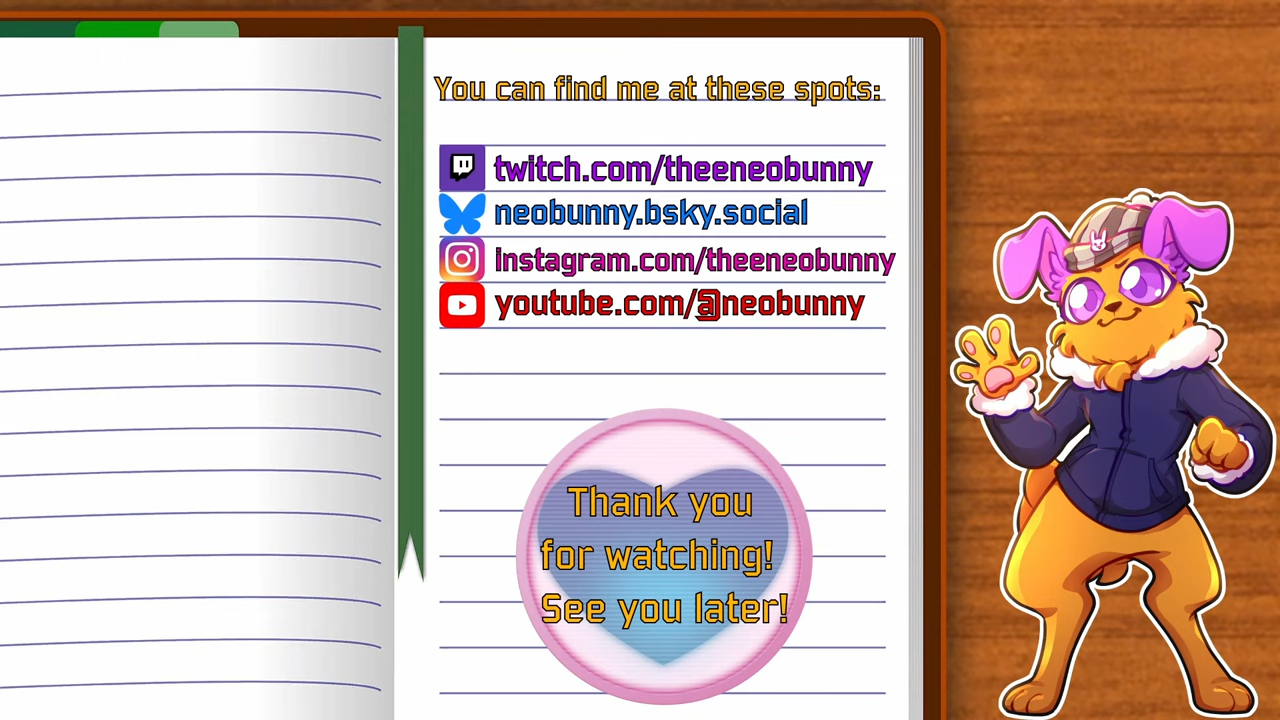 You can find me at these spots:
twitch.com/theeneobunny
neobunny.bsky.social
instagram.com/theeneobunny
youtube.com/@neobunny
Thank you
for watching!
See you later!